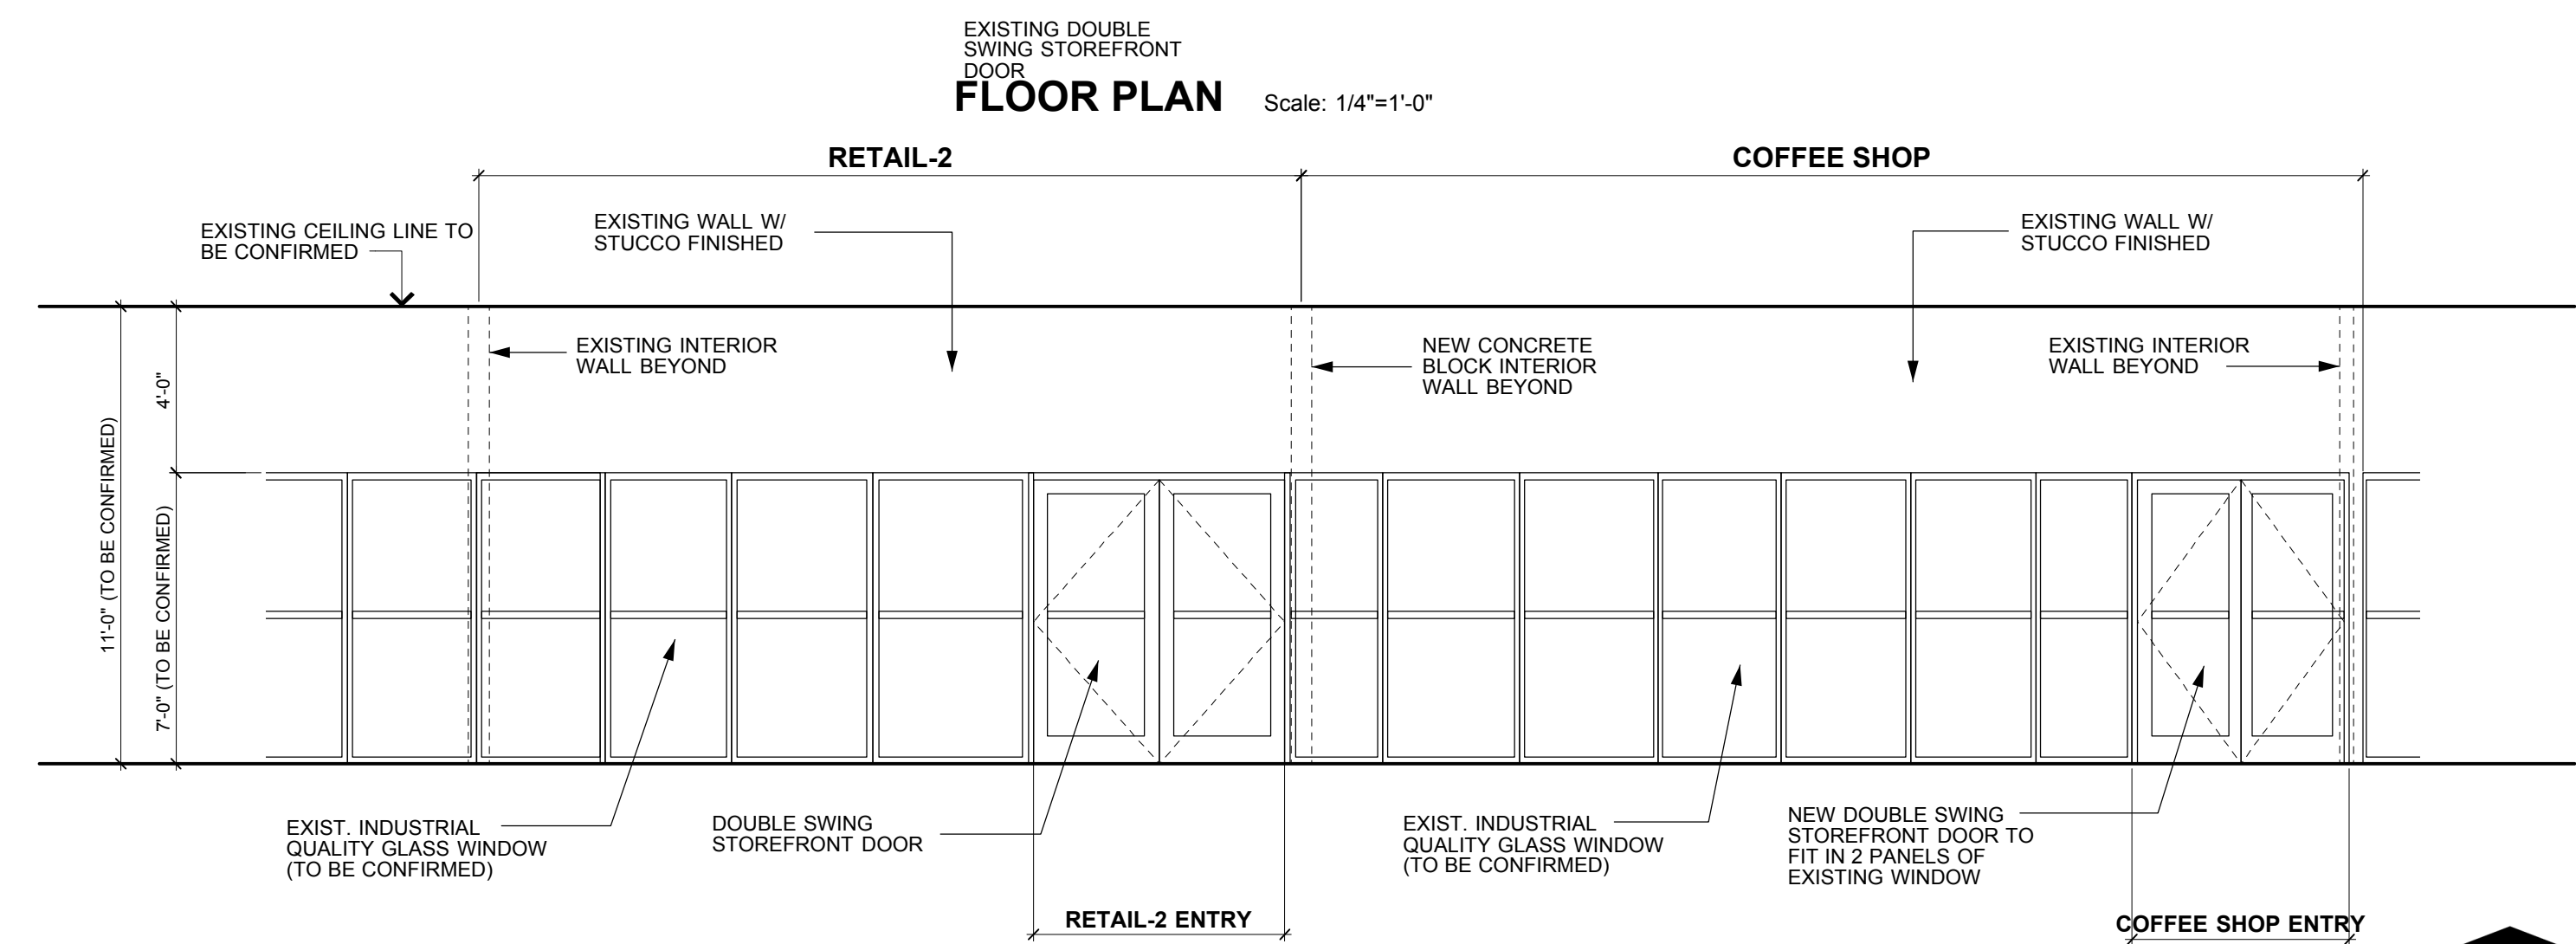 EXISTING DOUBLE
SWING STOREFRONT
DOOR
FLOOR PLAN Scale: 1/4"=1'-0"
RETAIL-2
COFFEE SHOP
EXISTING CEILING LINE TO
BE CONFIRMED
EXISTING WALL W/
STUCCO FINISHED
EXISTING WALL W/
STUCCO FINISHED
EXISTING INTERIOR
WALL BEYOND
NEW CONCRETE
BLOCK INTERIOR
WALL BEYOND
EXISTING INTERIOR
WALL BEYOND
11'-0" (TO BE CONFIRMED)
4'-0"
7'-0" (TO BE CONFIRMED)
EXIST. INDUSTRIAL
QUALITY GLASS WINDOW
(TO BE CONFIRMED)
DOUBLE SWING
STOREFRONT DOOR
EXIST. INDUSTRIAL
QUALITY GLASS WINDOW
(TO BE CONFIRMED)
NEW DOUBLE SWING
STOREFRONT DOOR TO
FIT IN 2 PANELS OF
EXISTING WINDOW
RETAIL-2 ENTRY
COFFEE SHOP ENTRY